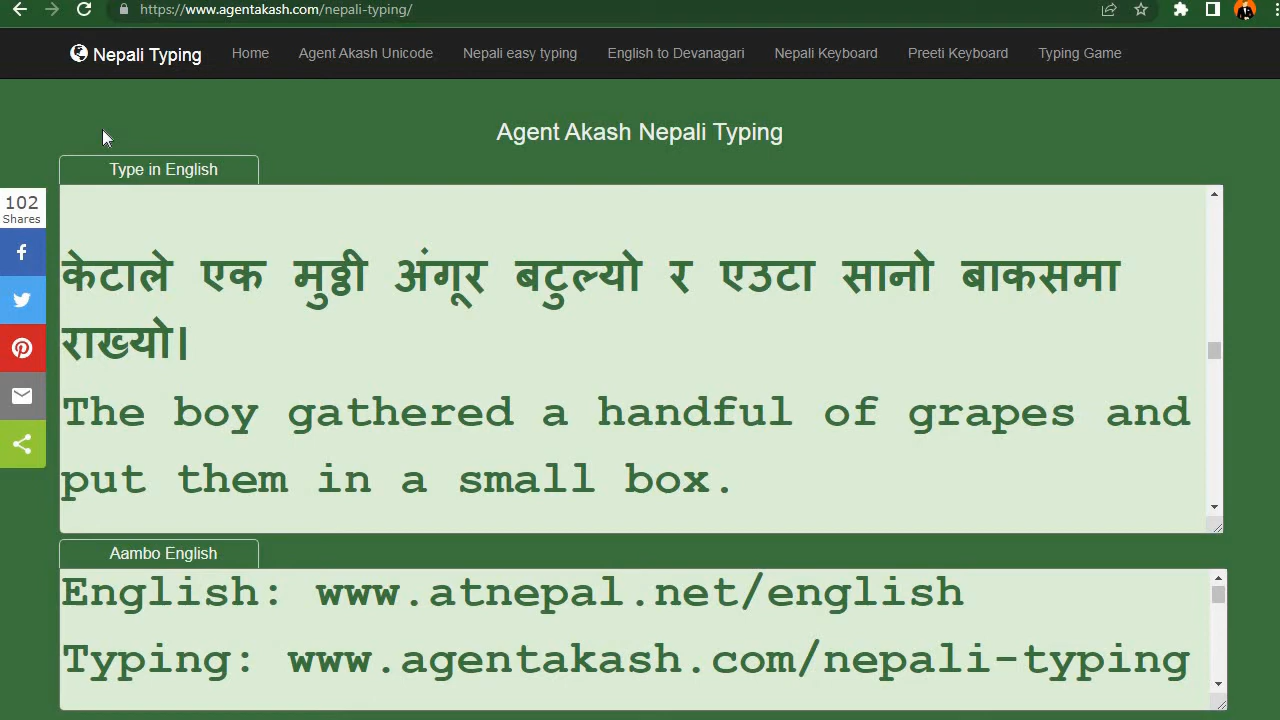 https://www.agentakash.com/nepali-typing/
Nepali Typing Home Agent Akash Unicode Nepali easy typing English to Devanagari Nepali Keyboard Preeti Keyboard Typing Game
Agent Akash Nepali Typing
Type in English
102
Shares
केटाले एक मुठ्ठी अंगूर बटुल्यो र एउटा सानो बाकसमा
राख्यो।
The boy gathered a handful of grapes and
put them in a small box.
Aambo English
English: www.atnepal.net/english
Typing: www.agentakash.com/nepali-typing